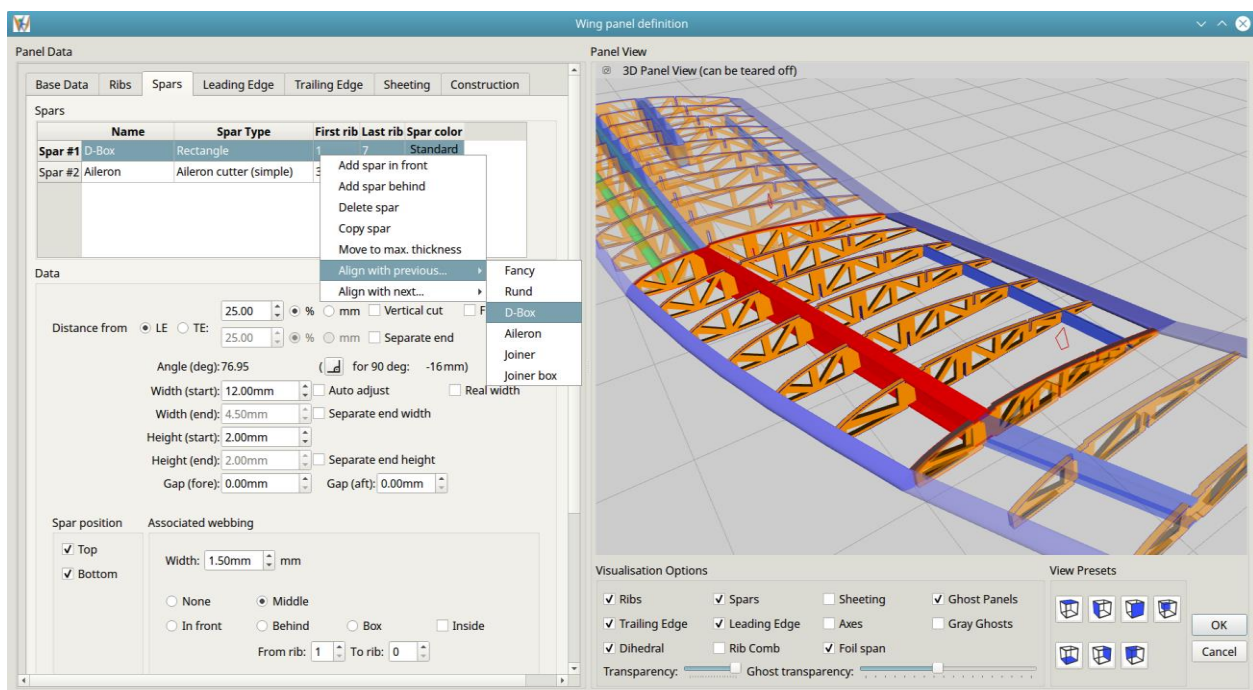 Wing panel definition
Panel Data
Base Data Ribs Spars Leading Edge Trailing Edge Sheeting Construction
Spars
Name Spar Type First rib Last rib Spar color
Spar #1 D-Box Rectangle 1 7 Standard
Spar #2 Aileron Aileron cutter (simple) 3
Add spar in front
Add spar behind
Delete spar
Copy spar
Move to max. thickness
Align with previous...
Align with next...
Fancy
Rund
D-Box
Aileron
Joiner
Joiner box
Data
25.00 % mm Vertical cut F
Distance from LE TE:
25.00 % mm Separate end
Angle (deg): 76.95 ( for 90 deg: -16mm)
Width (start): 12.00mm Auto adjust Real width
Width (end): 4.50mm Separate end width
Height (start): 2.00mm
Height (end): 2.00mm Separate end height
Gap (fore): 0.00mm Gap (aft): 0.00mm
Spar position
Top
Bottom
Associated webbing
Width: 1.50mm mm
None Middle
In front Behind Box Inside
From rib: 1 To rib: 0
Panel View
3D Panel View (can be teared off)
Visualisation Options
Ribs Spars Sheeting Ghost Panels
Trailing Edge Leading Edge Axes Gray Ghosts
Dihedral Rib Comb Foil span
Transparency: Ghost transparency:
View Presets
OK
Cancel